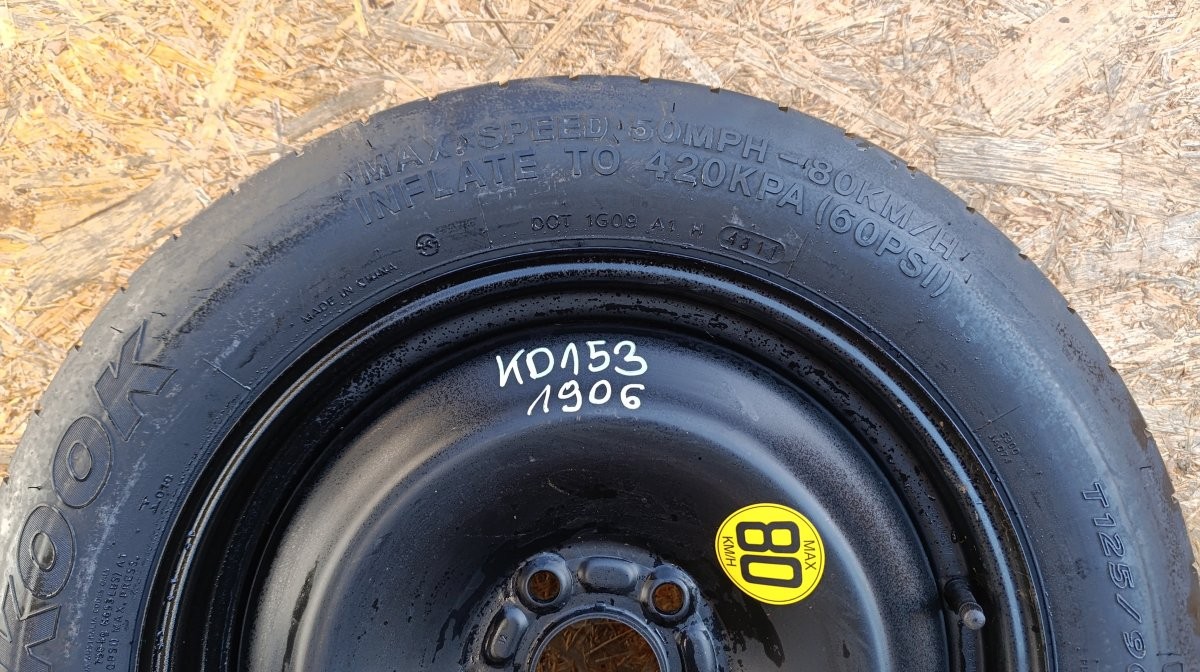 MAX. SPEED 50MPH - 80KM/H
INFLATE TO 420KPA (60PSI)
DOT 1G09 A1 H 4311
MADE IN CHINA
KOOK
KD153
1906
MAX
80
KM/H
T125/9